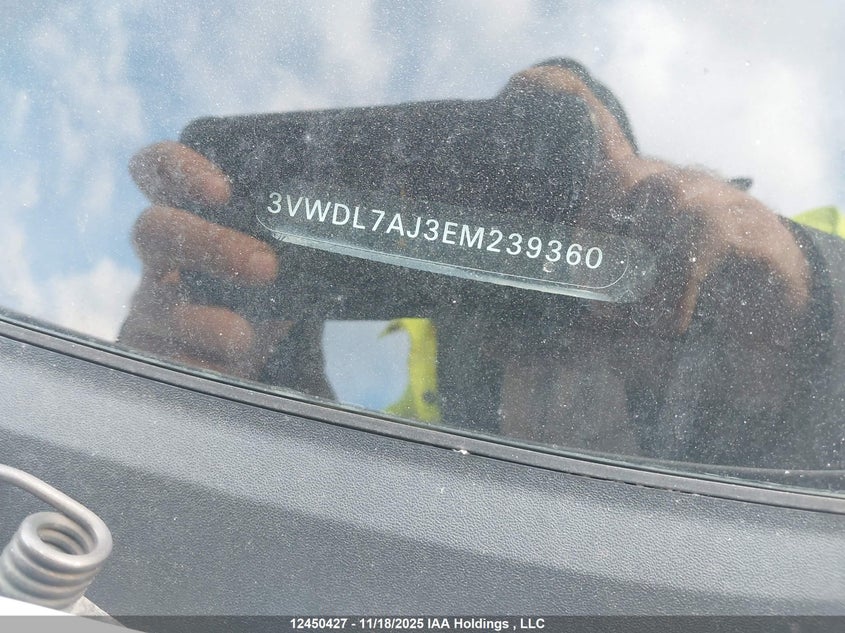 3VWDL7AJ3EM239360
12450427 - 11/18/2025 IAA Holdings , LLC